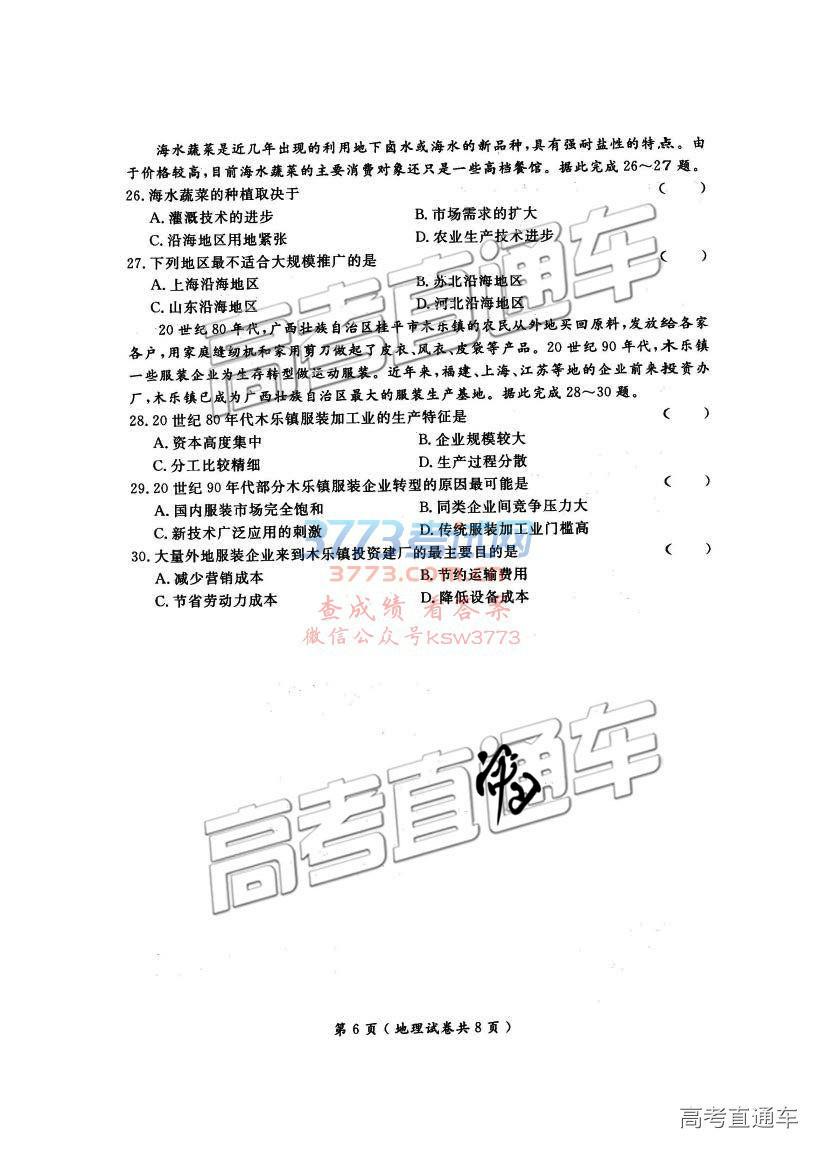 海水蔬菜是近几年出现的利用地下卤水或海水的新品种,具有强耐盐性的特点。由
于价格较高,目前海水蔬菜的主要消费对象还只是一些高档餐馆。据此完成26～27题。
26.海水蔬菜的种植取决于 ( )
A.灌溉技术的进步 B.市场需求的扩大
C.沿海地区用地紧张 D.农业生产技术进步
27.下列地区最不适合大规模推广的是 ( )
A.上海沿海地区 B.苏北沿海地区
C.山东沿海地区 D.河北沿海地区
20世纪80年代,广西壮族自治区桂平市木乐镇的农民从外地买回原料,发放给各家
各户,用家庭缝纫机和家用剪刀做起了皮衣、风衣、皮袋等产品。20世纪90年代,木乐镇
一些服装企业为生存转型做运动服装。近年来,福建、上海、江苏等地的企业前来投资办
厂,木乐镇已成为广西壮族自治区最大的服装生产基地。据此完成28～30题。
28.20世纪80年代木乐镇服装加工业的生产特征是 ( )
A.资本高度集中 B.企业规模较大
C.分工比较精细 D.生产过程分散
29.20世纪90年代部分木乐镇服装企业转型的原因最可能是 ( )
A.国内服装市场完全饱和 B.同类企业间竞争压力大
C.新技术广泛应用的刺激 D.传统服装加工业门槛高
30.大量外地服装企业来到木乐镇投资建厂的最主要目的是 ( )
A.减少营销成本 B.节约运输费用
C.节省劳动力成本 D.降低设备成本
高考直通车
3773考试网
3773.com.cn
查成绩 看答案
微信公众号ksw3773
高考直通车
第6页(地理试卷共8页)
高考直通车